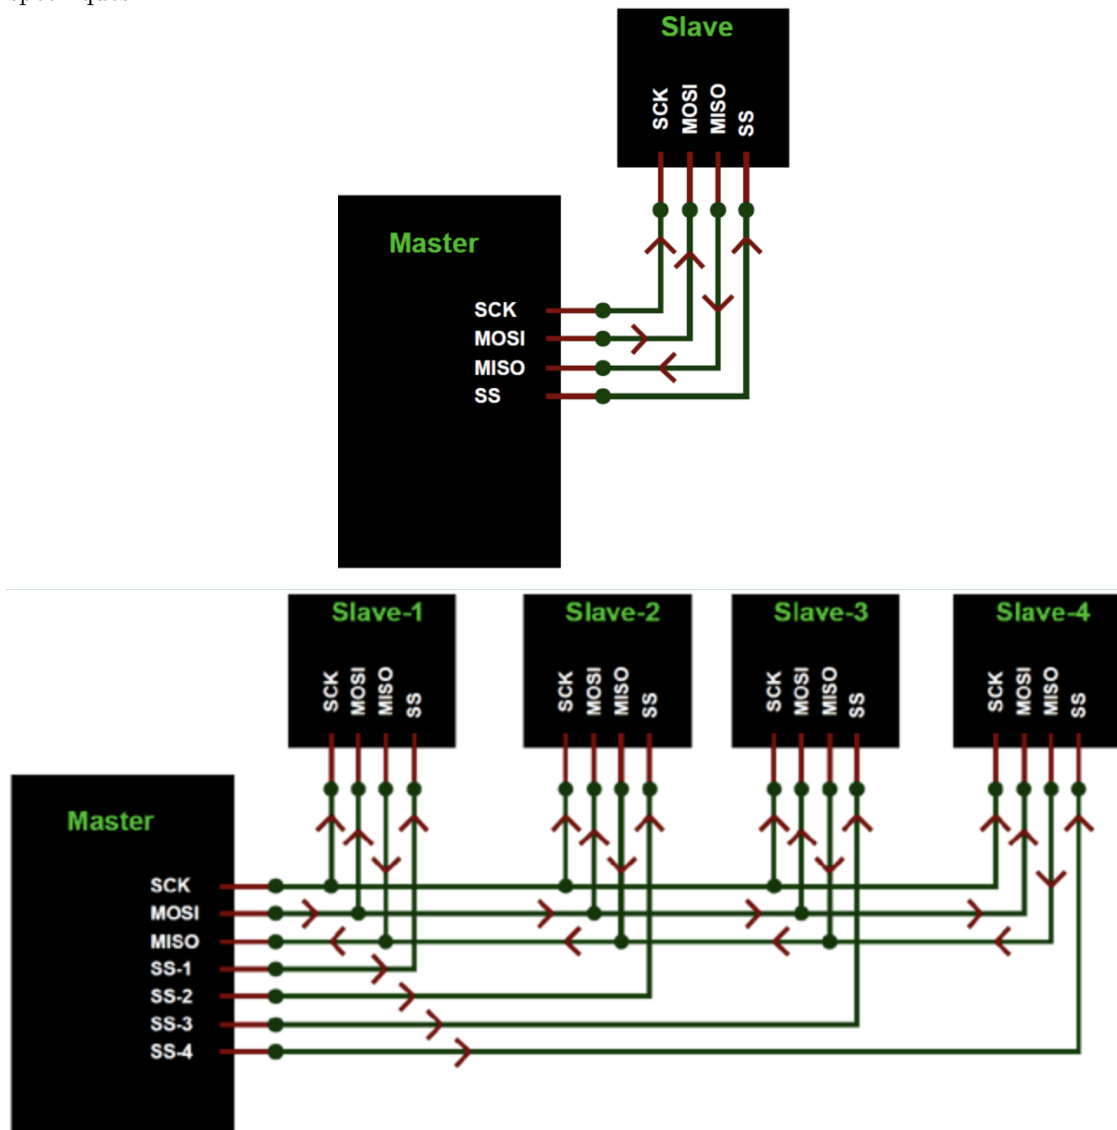 Slave
SCK
MOSI
MISO
SS
Master
SCK
MOSI
MISO
SS
Slave-1
SCK
MOSI
MISO
SS
Slave-2
SCK
MOSI
MISO
SS
Slave-3
SCK
MOSI
MISO
SS
Slave-4
SCK
MOSI
MISO
SS
Master
SCK
MOSI
MISO
SS-1
SS-2
SS-3
SS-4